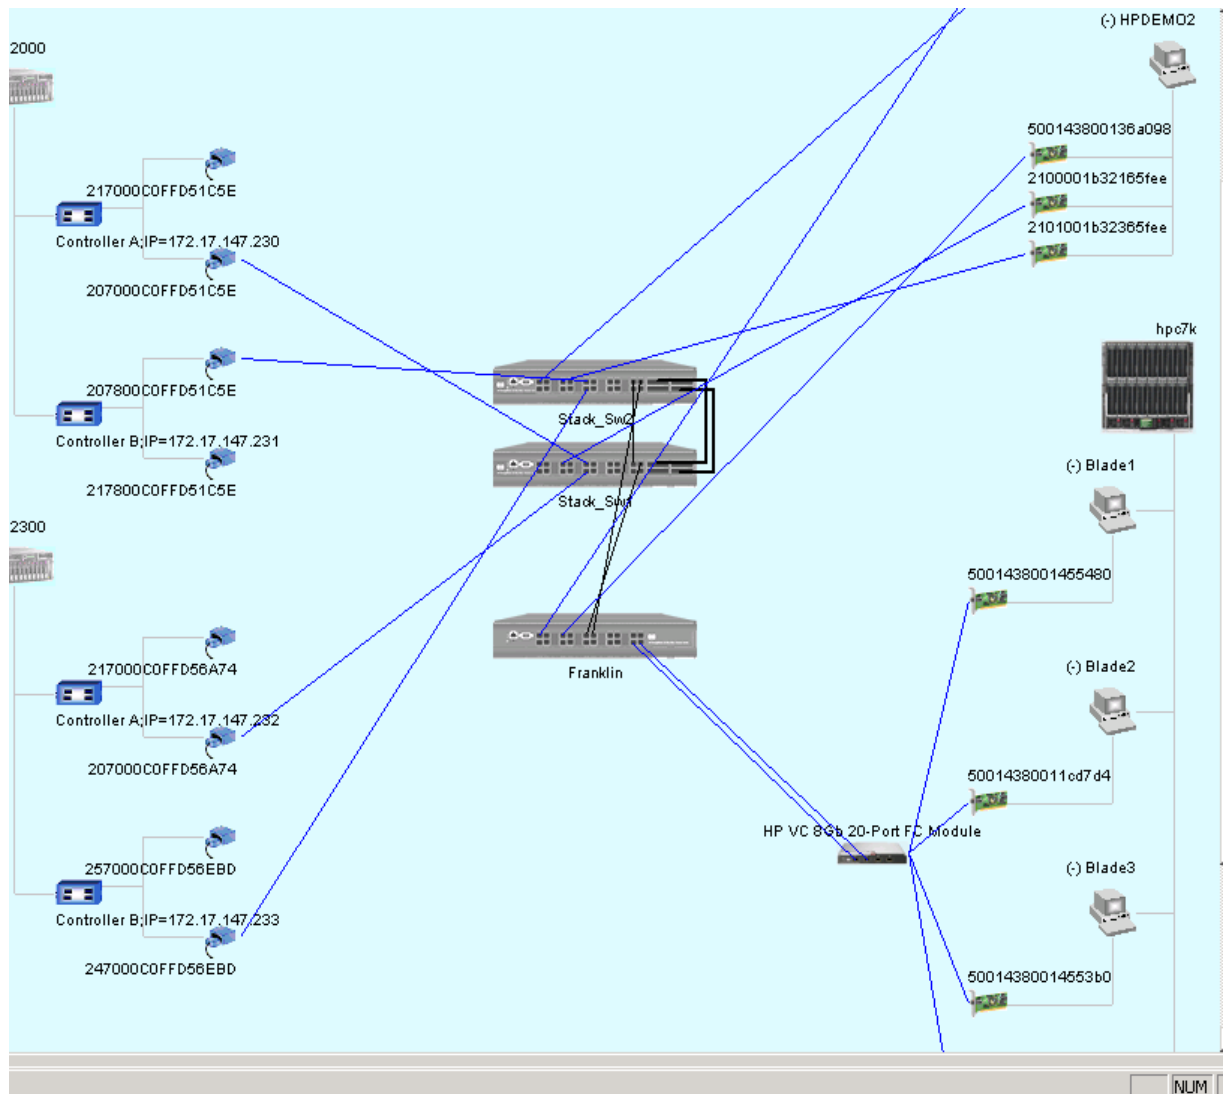 (-) HPDEMO2
2000
500143800136a098
2100001b32165fee
217000C0FFD51C5E
2101001b32365fee
Controller A;IP=172.17.147.230
207000C0FFD51C5E
hpc7k
207800C0FFD51C5E
Stack_Sw2
Controller B;IP=172.17.147.231
(-) Blade1
217800C0FFD51C5E
Stack_Sw1
2300
5001438001455480
217000C0FFD56A74
Franklin
(-) Blade2
Controller A;IP=172.17.147.232
207000C0FFD56A74
50014380011cd7d4
HP VC 8Gb 20-Port FC Module
257000C0FFD56EBD
(-) Blade3
Controller B;IP=172.17.147.233
247000C0FFD56EBD
50014380014553b0
NUM